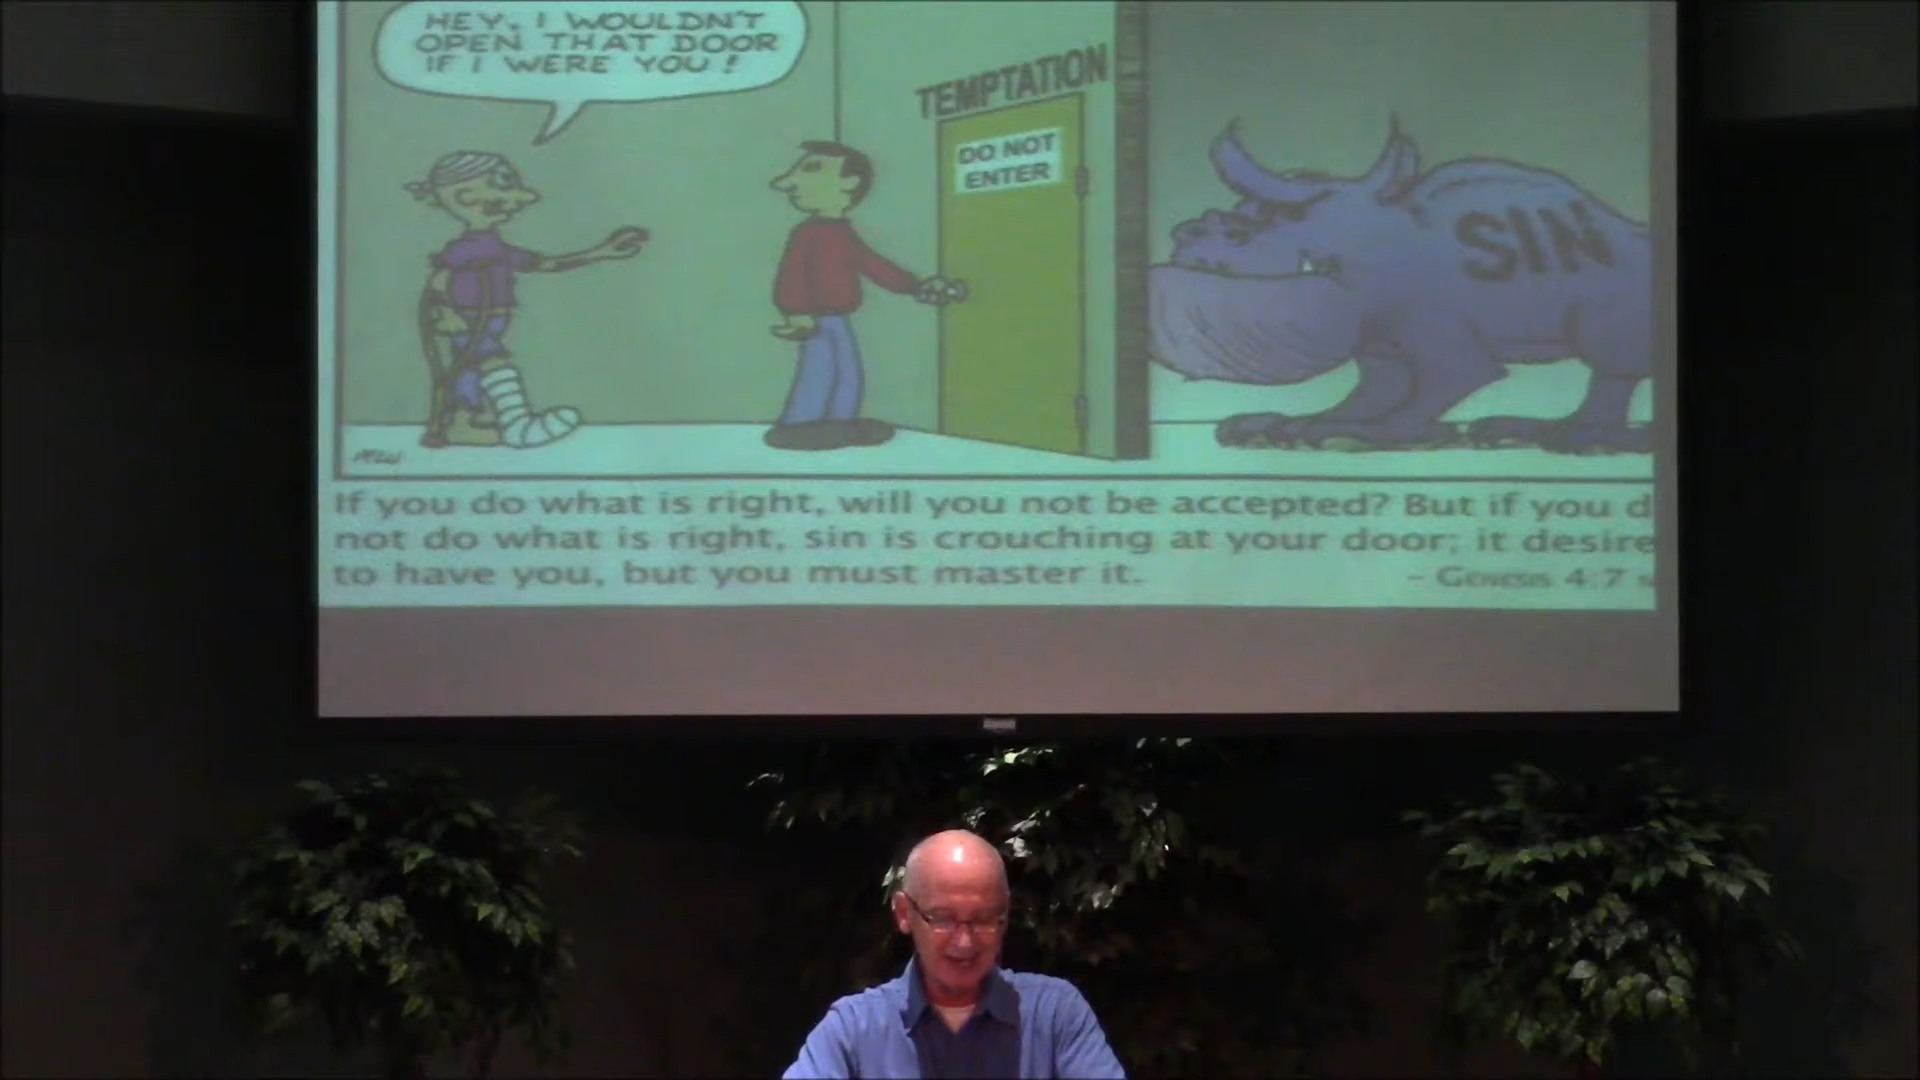 HEY, I WOULDN'T
OPEN THAT DOOR
IF I WERE YOU!
TEMPTATION
DO NOT
ENTER
SIN
If you do what is right, will you not be accepted? But if you d
not do what is right, sin is crouching at your door; it desire
to have you, but you must master it. - GENESIS 4:7